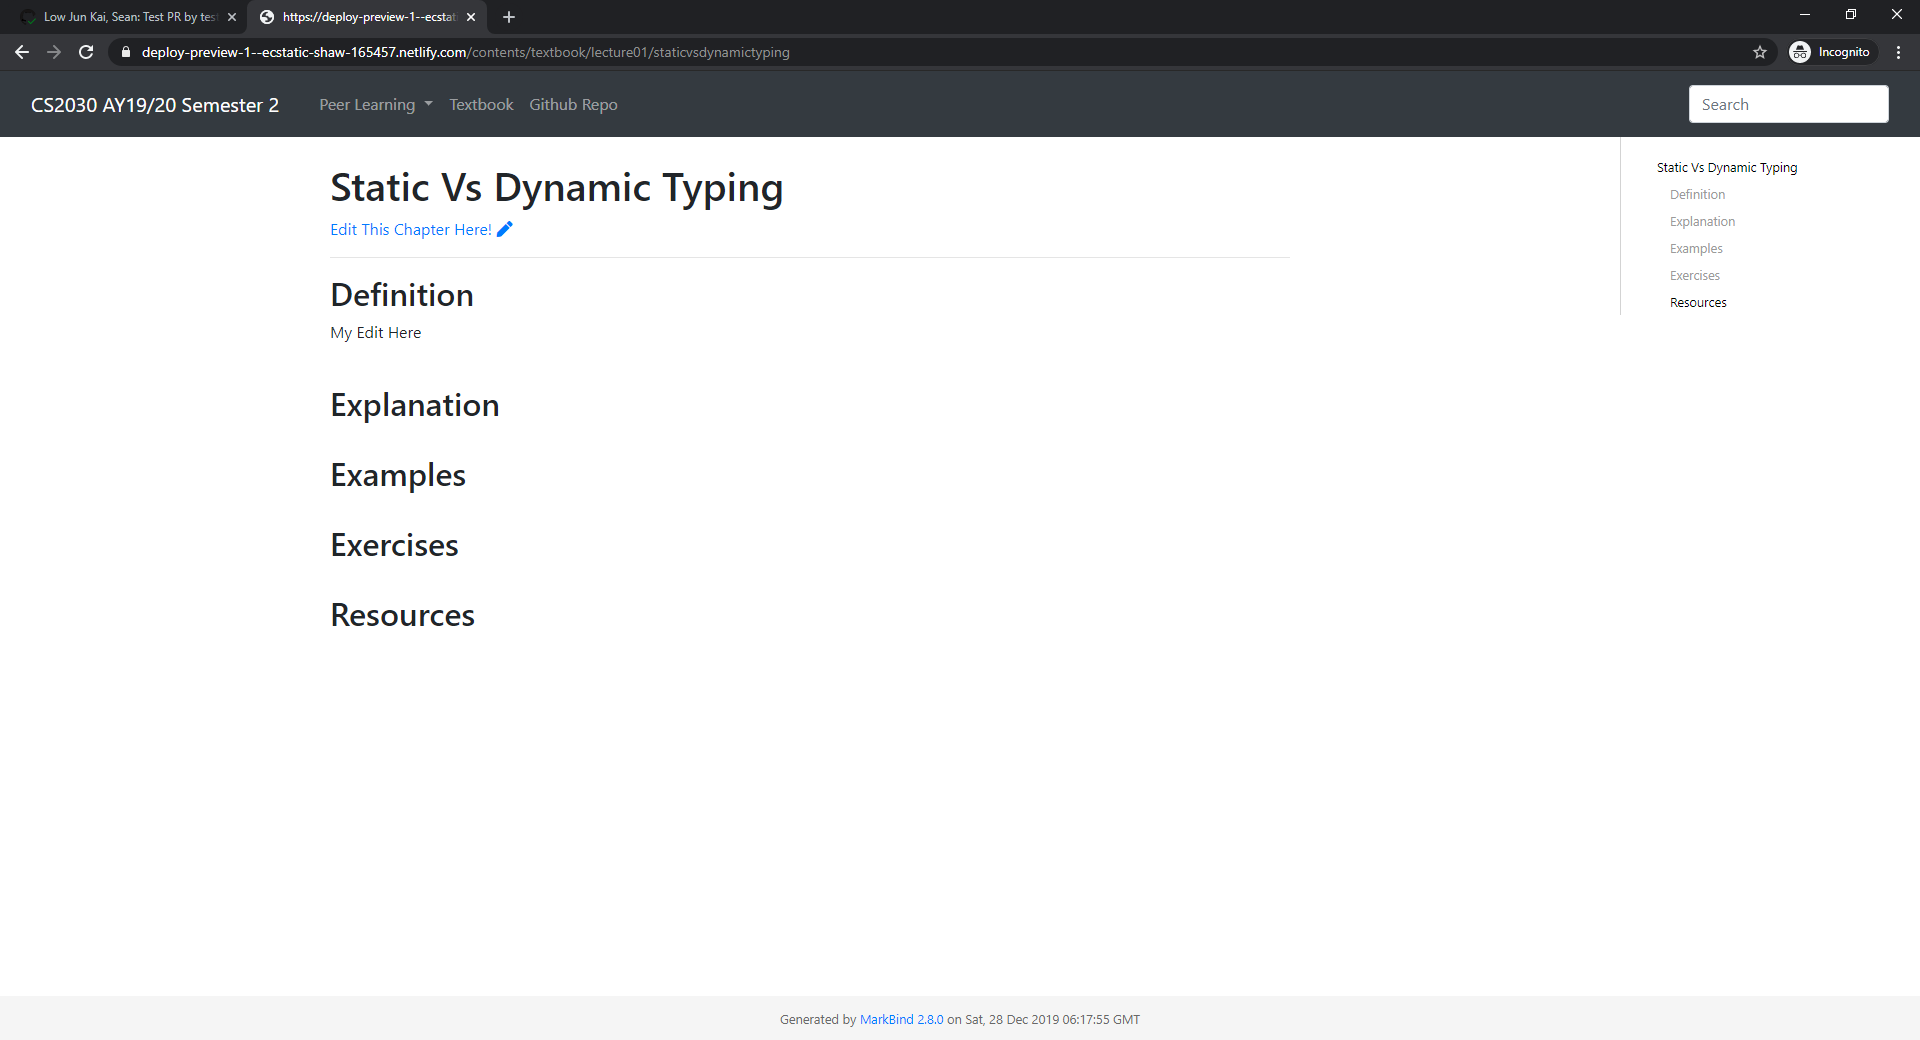 Low Jun Kai, Sean: Test PR by test
https://deploy-preview-1--ecstati
deploy-preview-1--ecstatic-shaw-165457.netlify.com/contents/textbook/lecture01/staticvsdynamictyping
Incognito
CS2030 AY19/20 Semester 2
Peer Learning
Textbook
Github Repo
Search
Static Vs Dynamic Typing
Edit This Chapter Here!
Definition
My Edit Here
Explanation
Examples
Exercises
Resources
Static Vs Dynamic Typing
Definition
Explanation
Examples
Exercises
Resources
Generated by MarkBind 2.8.0 on Sat, 28 Dec 2019 06:17:55 GMT